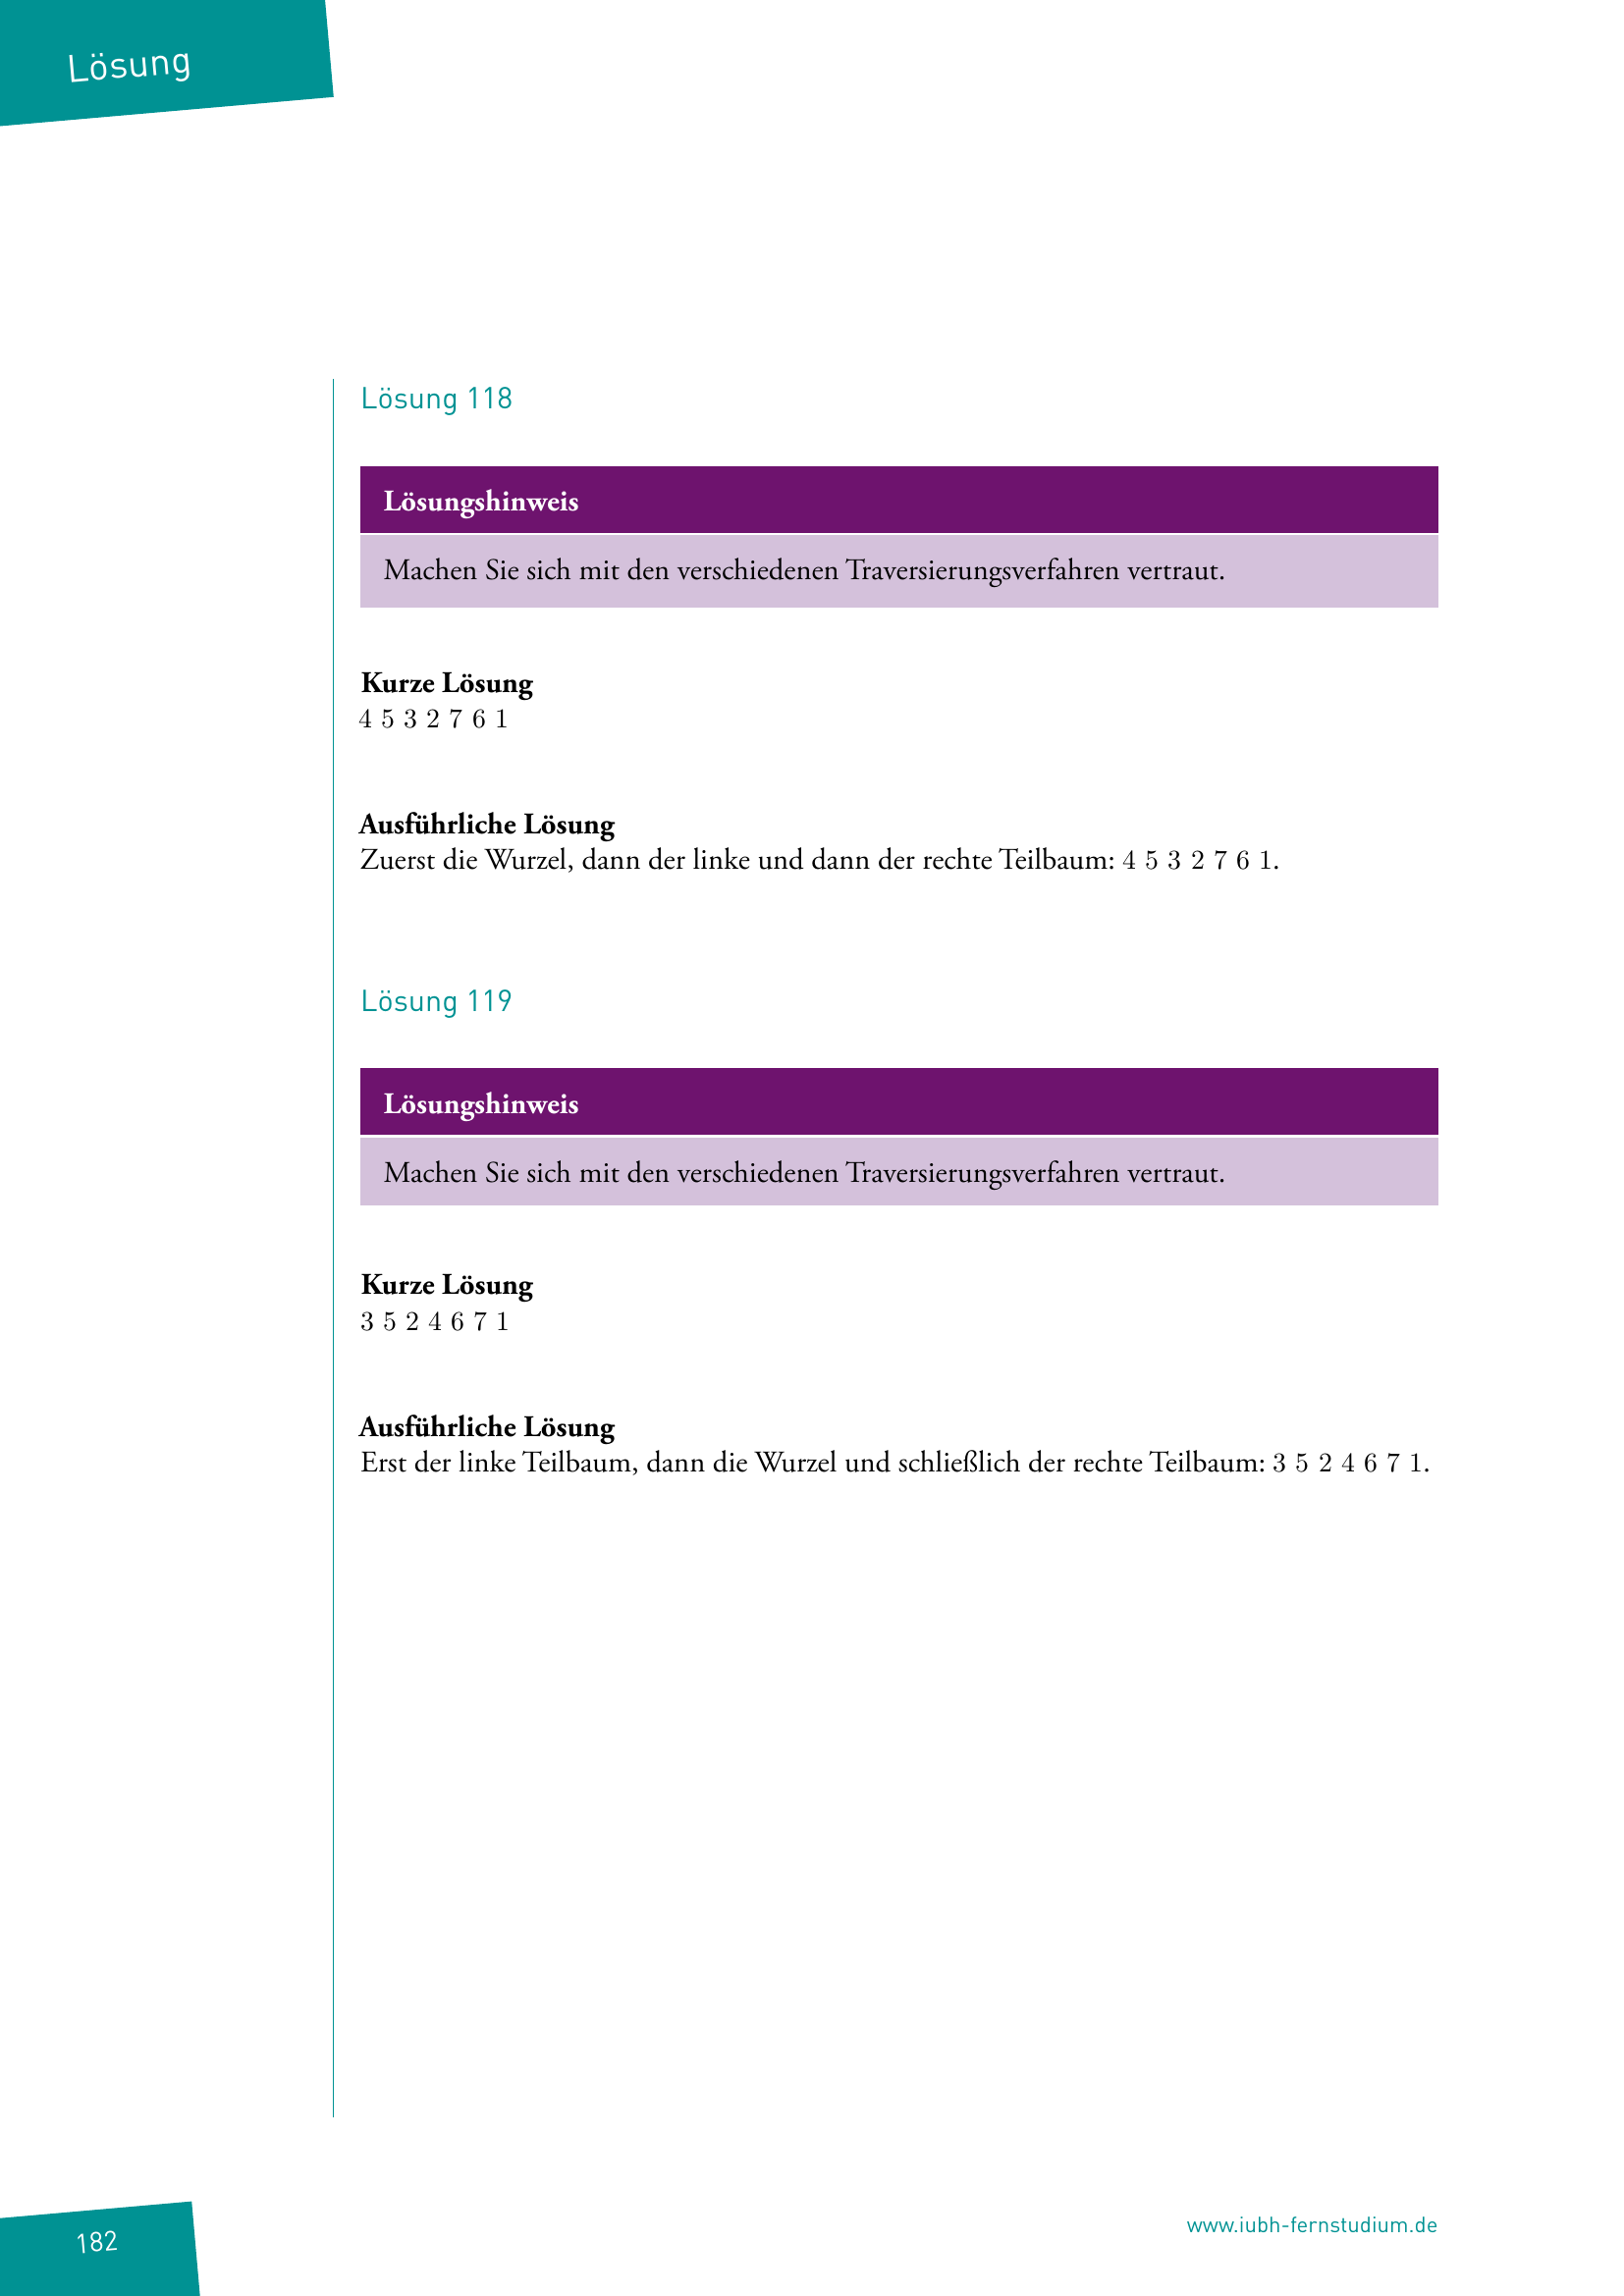 Lösung
Lösung 118
Lösungshinweis
Machen Sie sich mit den verschiedenen Traversierungsverfahren vertraut.
Kurze Lösung
4 5 3 2 7 6 1
Ausführliche Lösung
Zuerst die Wurzel, dann der linke und dann der rechte Teilbaum: 4 5 3 2 7 6 1.
Lösung 119
Lösungshinweis
Machen Sie sich mit den verschiedenen Traversierungsverfahren vertraut.
Kurze Lösung
3 5 2 4 6 7 1
Ausführliche Lösung
Erst der linke Teilbaum, dann die Wurzel und schließlich der rechte Teilbaum: 3 5 2 4 6 7 1.
182
www.iubh-fernstudium.de